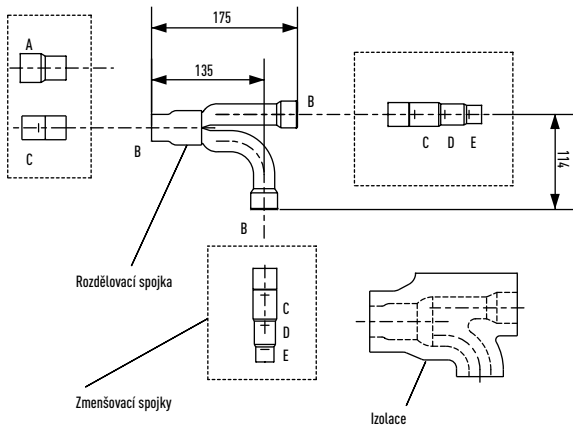 175
A
135
B
C
B
C D E
114
B
Rozdělovací spojka
C
D
E
Zmenšovací spojky
Izolace